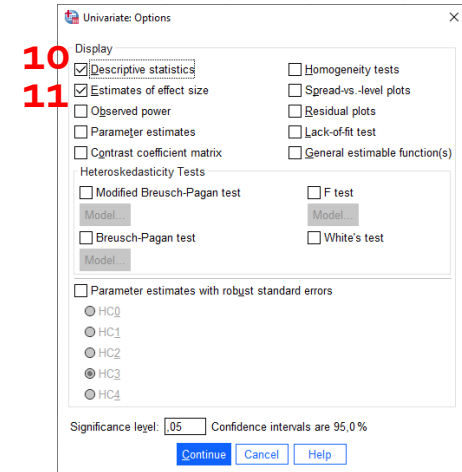 Univariate: Options
Display
10
Descriptive statistics
Homogeneity tests
11
Estimates of effect size
Spread-vs.-level plots
Observed power
Residual plots
Parameter estimates
Lack-of-fit test
Contrast coefficient matrix
General estimable function(s)
Heteroskedasticity Tests
Modified Breusch-Pagan test
F test
Model...
Model...
Breusch-Pagan test
White's test
Model...
Parameter estimates with robust standard errors
HC0
HC1
HC2
HC3
HC4
Significance level: ,05 Confidence intervals are 95,0 %
Continue Cancel Help